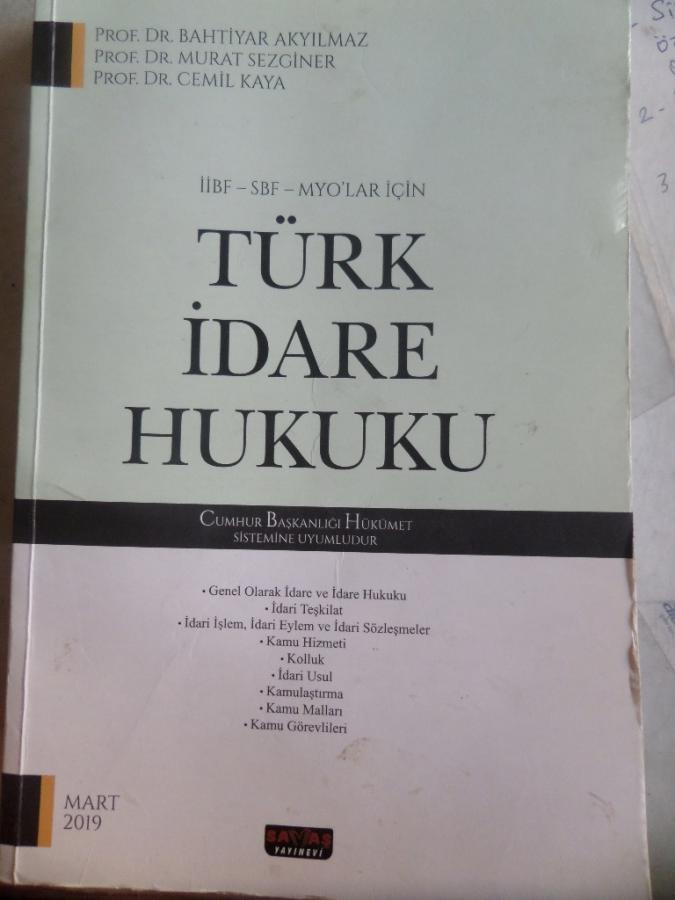 PROF. DR. BAHTİYAR AKYILMAZ
PROF. DR. MURAT SEZGİNER
PROF. DR. CEMİL KAYA
İİBF – SBF – MYO'LAR İÇİN
TÜRK
İDARE
HUKUKU
CUMHUR BAŞKANLIĞI HÜKÜMET
SİSTEMİNE UYUMLUDUR
• Genel Olarak İdare ve İdare Hukuku
• İdari Teşkilat
• İdari İşlem, İdari Eylem ve İdari Sözleşmeler
• Kamu Hizmeti
• Kolluk
• İdari Usul
• Kamulaştırma
• Kamu Malları
• Kamu Görevlileri
MART
2019
SAVAŞ
YAYINEVİ
2 -
3